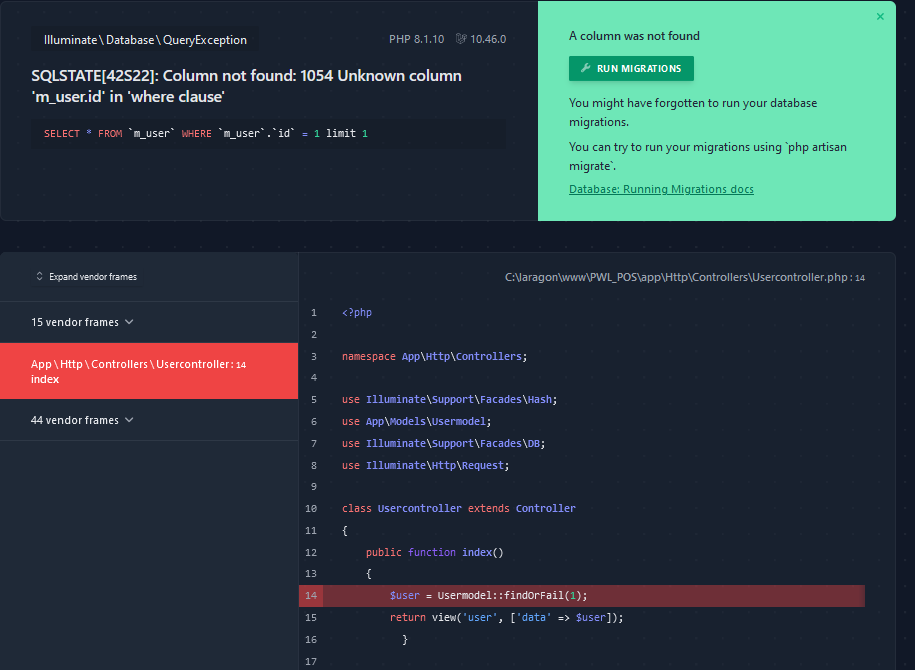 Illuminate\Database\QueryException
PHP 8.1.10 10.46.0
SQLSTATE[42S22]: Column not found: 1054 Unknown column
'm_user.id' in 'where clause'
SELECT * FROM `m_user` WHERE `m_user`.`id` = 1 limit 1
A column was not found
RUN MIGRATIONS
You might have forgotten to run your database
migrations.
You can try to run your migrations using `php artisan
migrate`.
Database: Running Migrations docs
Expand vendor frames
15 vendor frames
App\Http\Controllers\Usercontroller:14
index
44 vendor frames
C:\laragon\www\PWL_POS\app\Http\Controllers\Usercontroller.php:14
1 <?php
2
3 namespace App\Http\Controllers;
4
5 use Illuminate\Support\Facades\Hash;
6 use App\Models\Usermodel;
7 use Illuminate\Support\Facades\DB;
8 use Illuminate\Http\Request;
9
10 class Usercontroller extends Controller
11 {
12     public function index()
13     {
14         $user = Usermodel::findOrFail(1);
15         return view('user', ['data' => $user]);
16           }
17